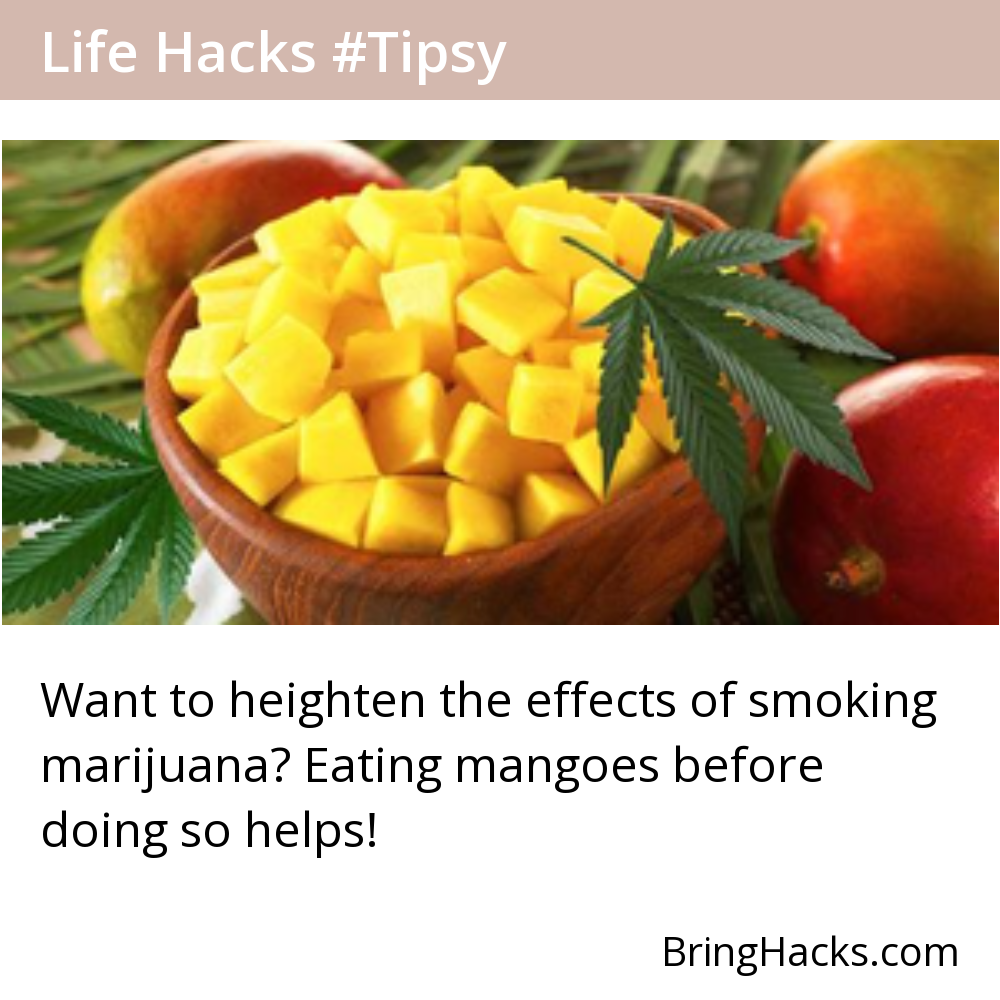 Life Hacks #Tipsy
Want to heighten the effects of smoking
marijuana? Eating mangoes before
doing so helps!
BringHacks.com